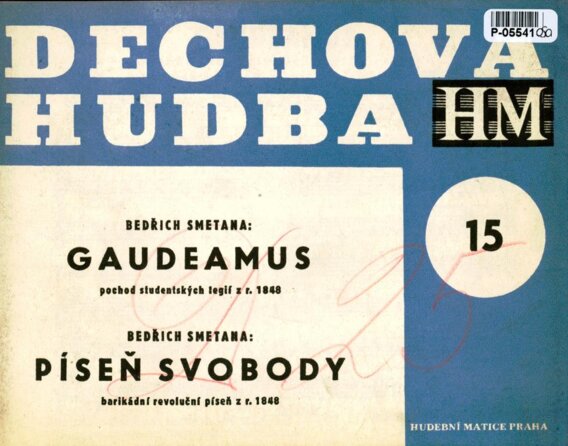 P-05541
DECHOVÁ
HUDBA HM
15
BEDŘICH SMETANA:
GAUDEAMUS
pochod studentských legií z r. 1848
BEDŘICH SMETANA:
PÍSEŇ SVOBODY
barikádní revoluční píseň z r. 1848
HUDEBNÍ MATICE PRAHA